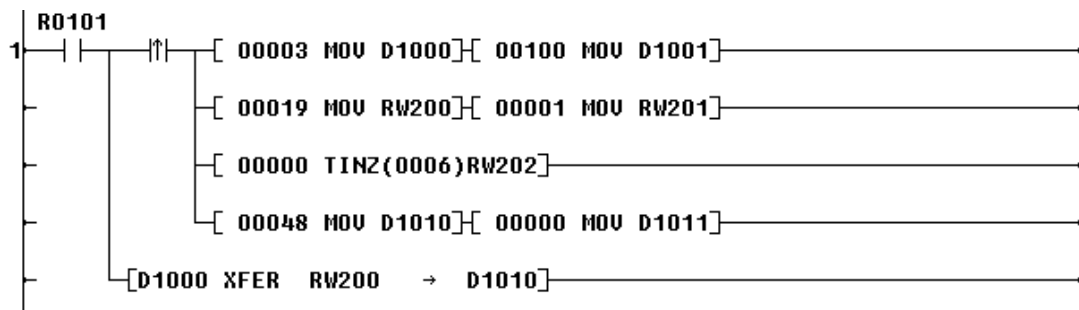 R0101
1 ↑ [ 00003 MOV D1000][ 00100 MOV D1001]
[ 00019 MOV RW200][ 00001 MOV RW201]
[ 00000 TINZ(0006)RW202]
[ 00048 MOV D1010][ 00000 MOV D1011]
[D1000 XFER RW200 → D1010]